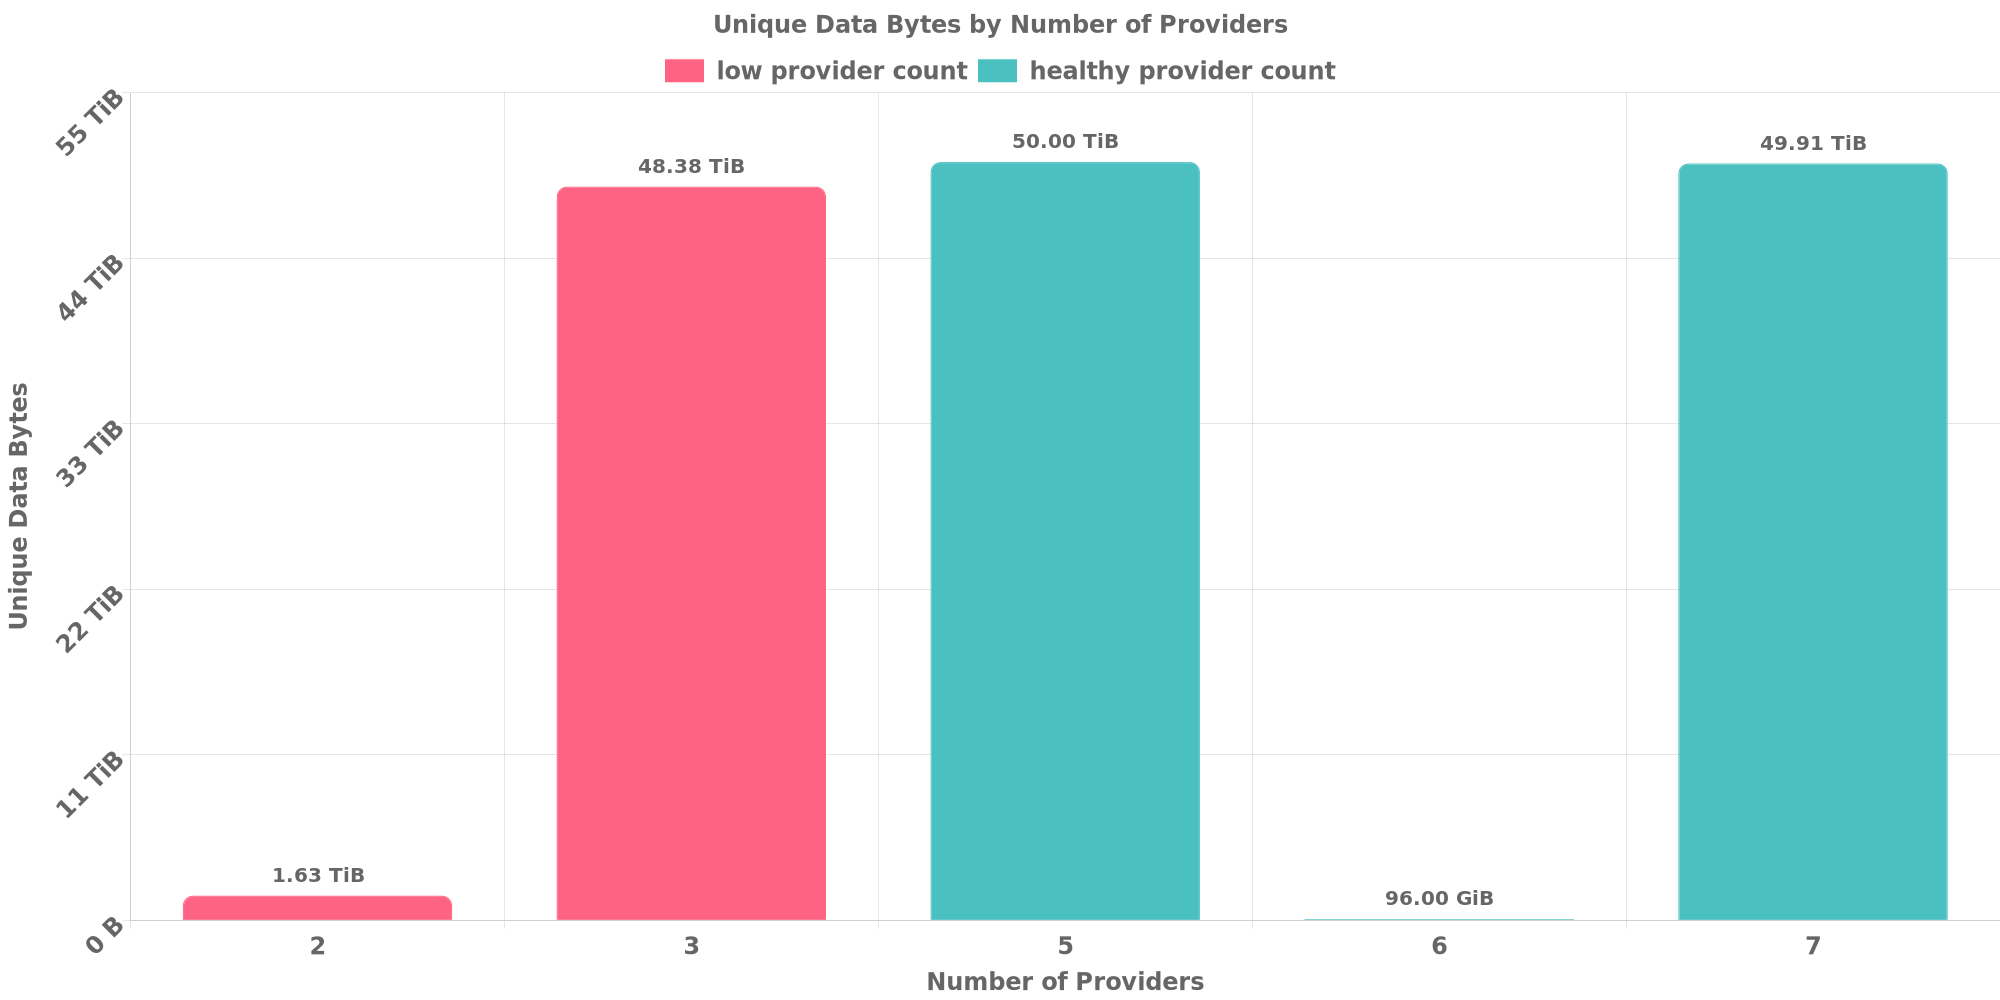 Unique Data Bytes by Number of Providers
low provider count
healthy provider count
Unique Data Bytes
55 TiB
44 TiB
33 TiB
22 TiB
11 TiB
0 B
1.63 TiB
48.38 TiB
50.00 TiB
96.00 GiB
49.91 TiB
2
3
5
6
7
Number of Providers